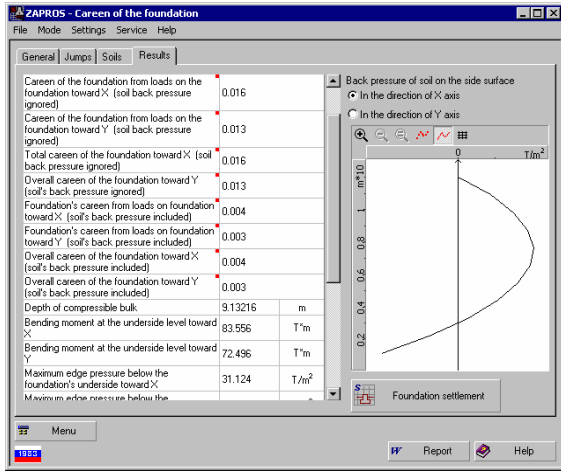 ZAPROS - Careen of the foundation
File Mode Settings Service Help
General Jumps Soils Results
Careen of the foundation from loads on the
foundation toward X (soil back pressure
ignored)
0.016
Careen of the foundation from loads on the
foundation toward Y (soil back pressure
ignored)
0.013
Total careen of the foundation toward X (soil
back pressure ignored)
0.016
Overall careen of the foundation toward Y
(soil's back pressure ignored)
0.013
Foundation's careen from loads on foundation
toward X (soil's back pressure included)
0.004
Foundation's careen from loads on foundation
toward Y (soil's back pressure included)
0.003
Overall careen of the foundation toward X
(soil's back pressure included)
0.004
Overall careen of the foundation toward Y
(soil's back pressure included)
0.003
Depth of compressible bulk 9.13216 m
Bending moment at the underside level toward
X
83.556 T*m
Bending moment at the underside level toward
Y
72.496 T*m
Maximum edge pressure below the
foundation's underside toward X
31.124 T/m²
Maximum edge pressure below the
Back pressure of soil on the side surface
In the direction of X axis
In the direction of Y axis
0 T/m²
m*10
1
0.8
0.6
0.4
0.2
S
Foundation settlement
Menu
1983
W Report
Help